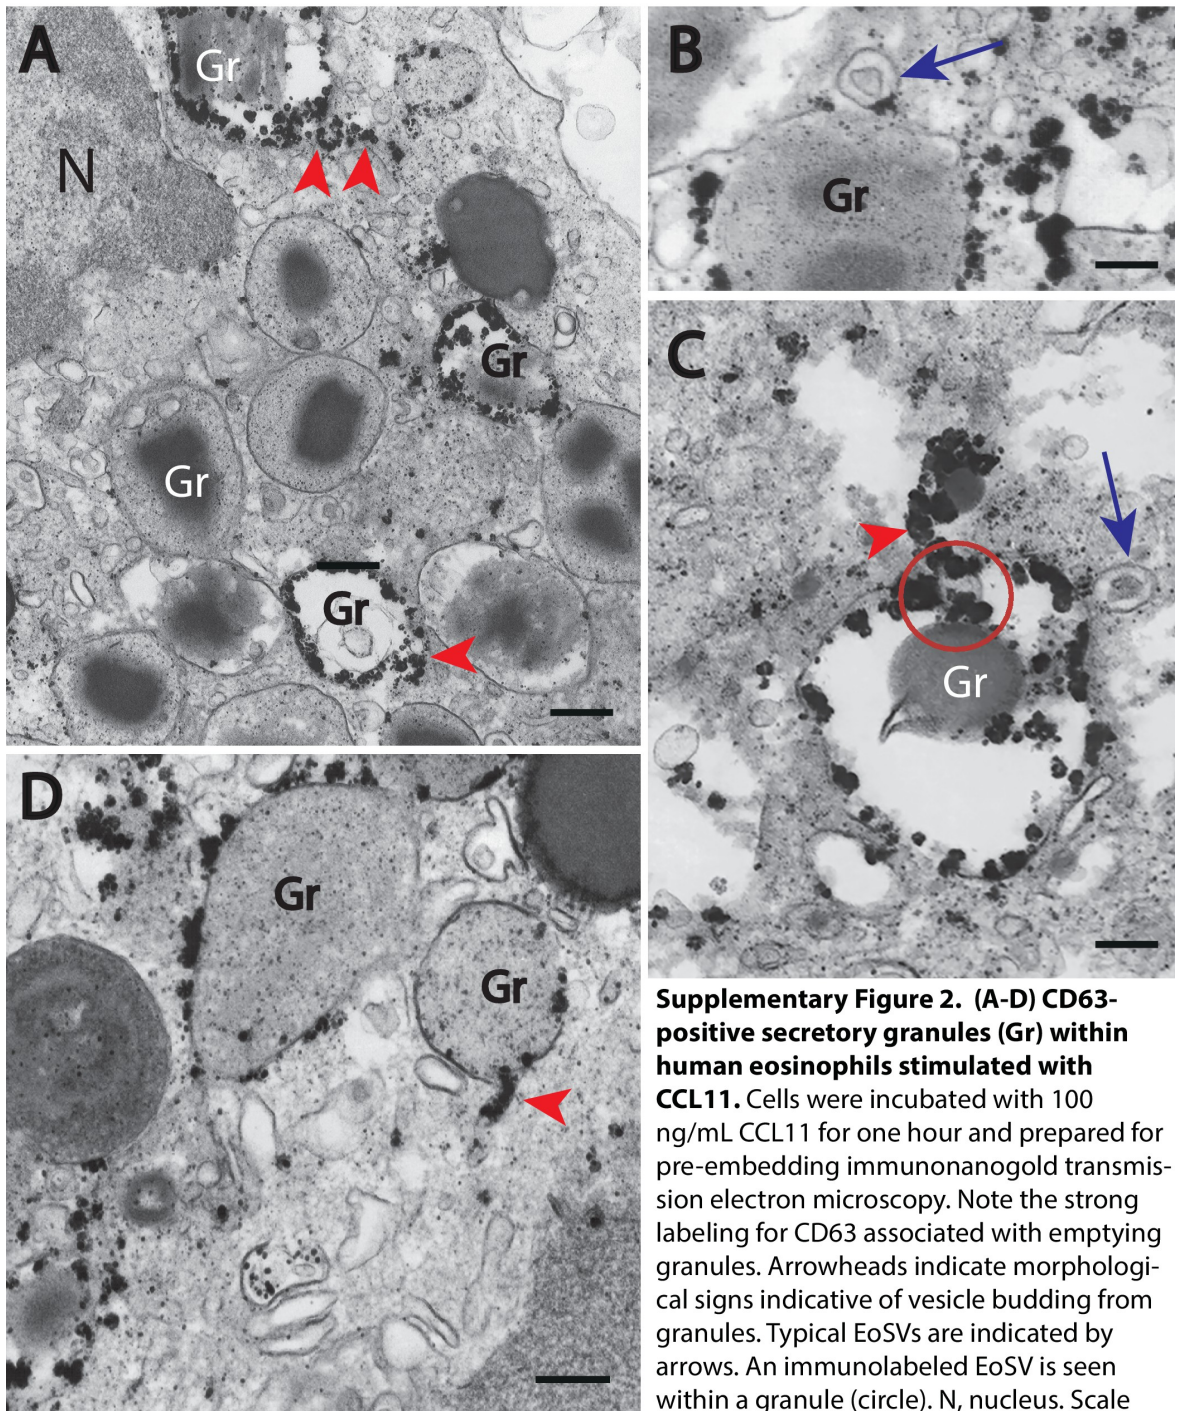 A
Gr
N
Gr
Gr
Gr
B
Gr
C
Gr
D
Gr
Gr
Supplementary Figure 2. (A-D) CD63-
positive secretory granules (Gr) within
human eosinophils stimulated with
CCL11. Cells were incubated with 100
ng/mL CCL11 for one hour and prepared for
pre-embedding immunonanogold transmis-
sion electron microscopy. Note the strong
labeling for CD63 associated with emptying
granules. Arrowheads indicate morphologi-
cal signs indicative of vesicle budding from
granules. Typical EoSVs are indicated by
arrows. An immunolabeled EoSV is seen
within a granule (circle). N, nucleus. Scale